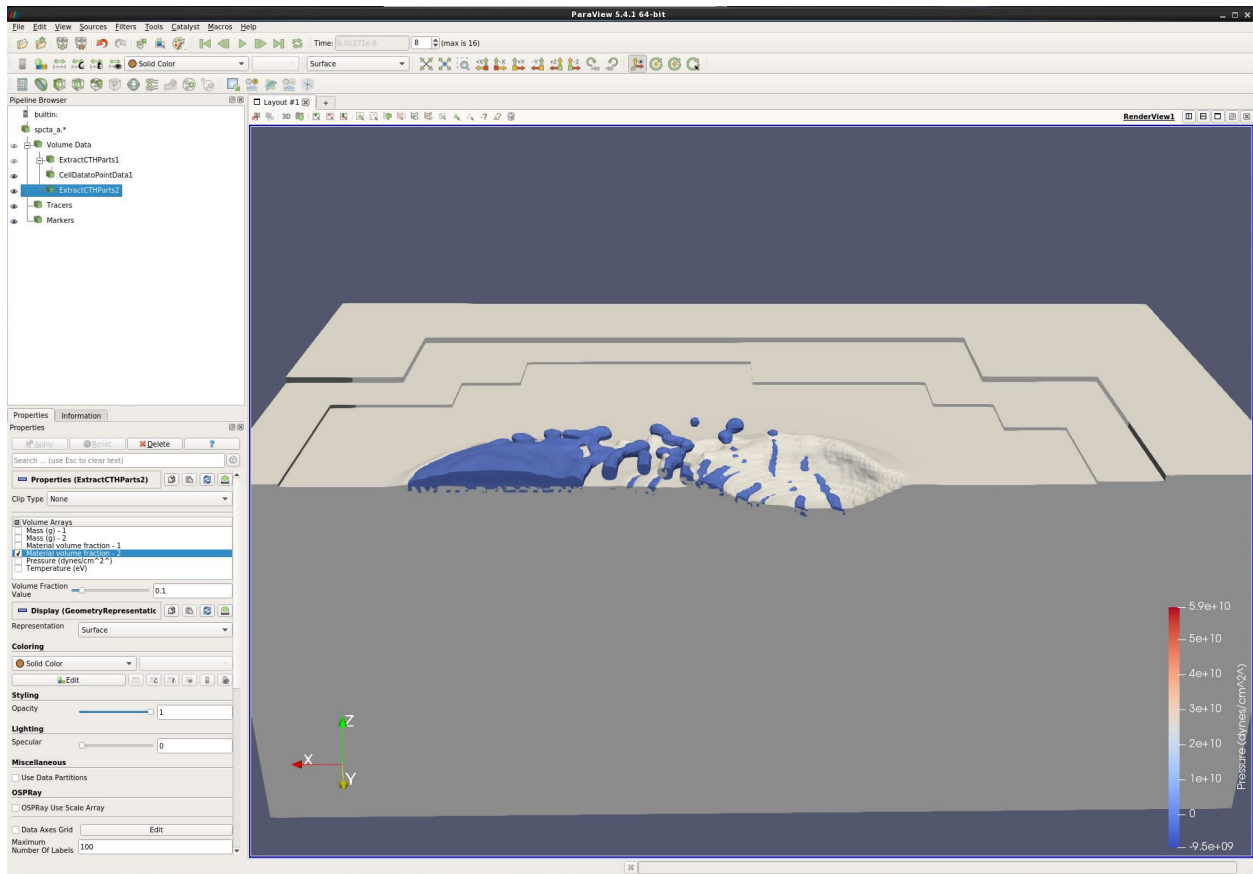 ParaView 5.4.1 64-bit
File Edit View Sources Filters Tools Catalyst Macros Help
Time: 6.01271e-6 8 (max is 16)
Solid Color Surface
Pipeline Browser
builtin:
spcta_a.*
Volume Data
ExtractCTHParts1
CellDatatoPointData1
ExtractCTHParts2
Tracers
Markers
Properties Information
Properties
Apply Reset Delete ?
Search ... (use Esc to clear text)
Properties (ExtractCTHParts2)
Clip Type None
Volume Arrays
Mass (g) - 1
Mass (g) - 2
Material volume fraction - 1
Material volume fraction - 2
Pressure (dynes/cm^2^)
Temperature (eV)
Volume Fraction
Value 0.1
Display (GeometryRepresentatic
Representation Surface
Coloring
Solid Color
Edit
Styling
Opacity 1
Lighting
Specular 0
Miscellaneous
Use Data Partitions
OSPRay
OSPRay Use Scale Array
Data Axes Grid Edit
Maximum
Number Of Labels 100
Layout #1 +
3D
RenderView1
Z
X
Y
5.9e+10
5e+10
4e+10
3e+10
2e+10
1e+10
0
-9.5e+09
Pressure (dynes/cm^2^)